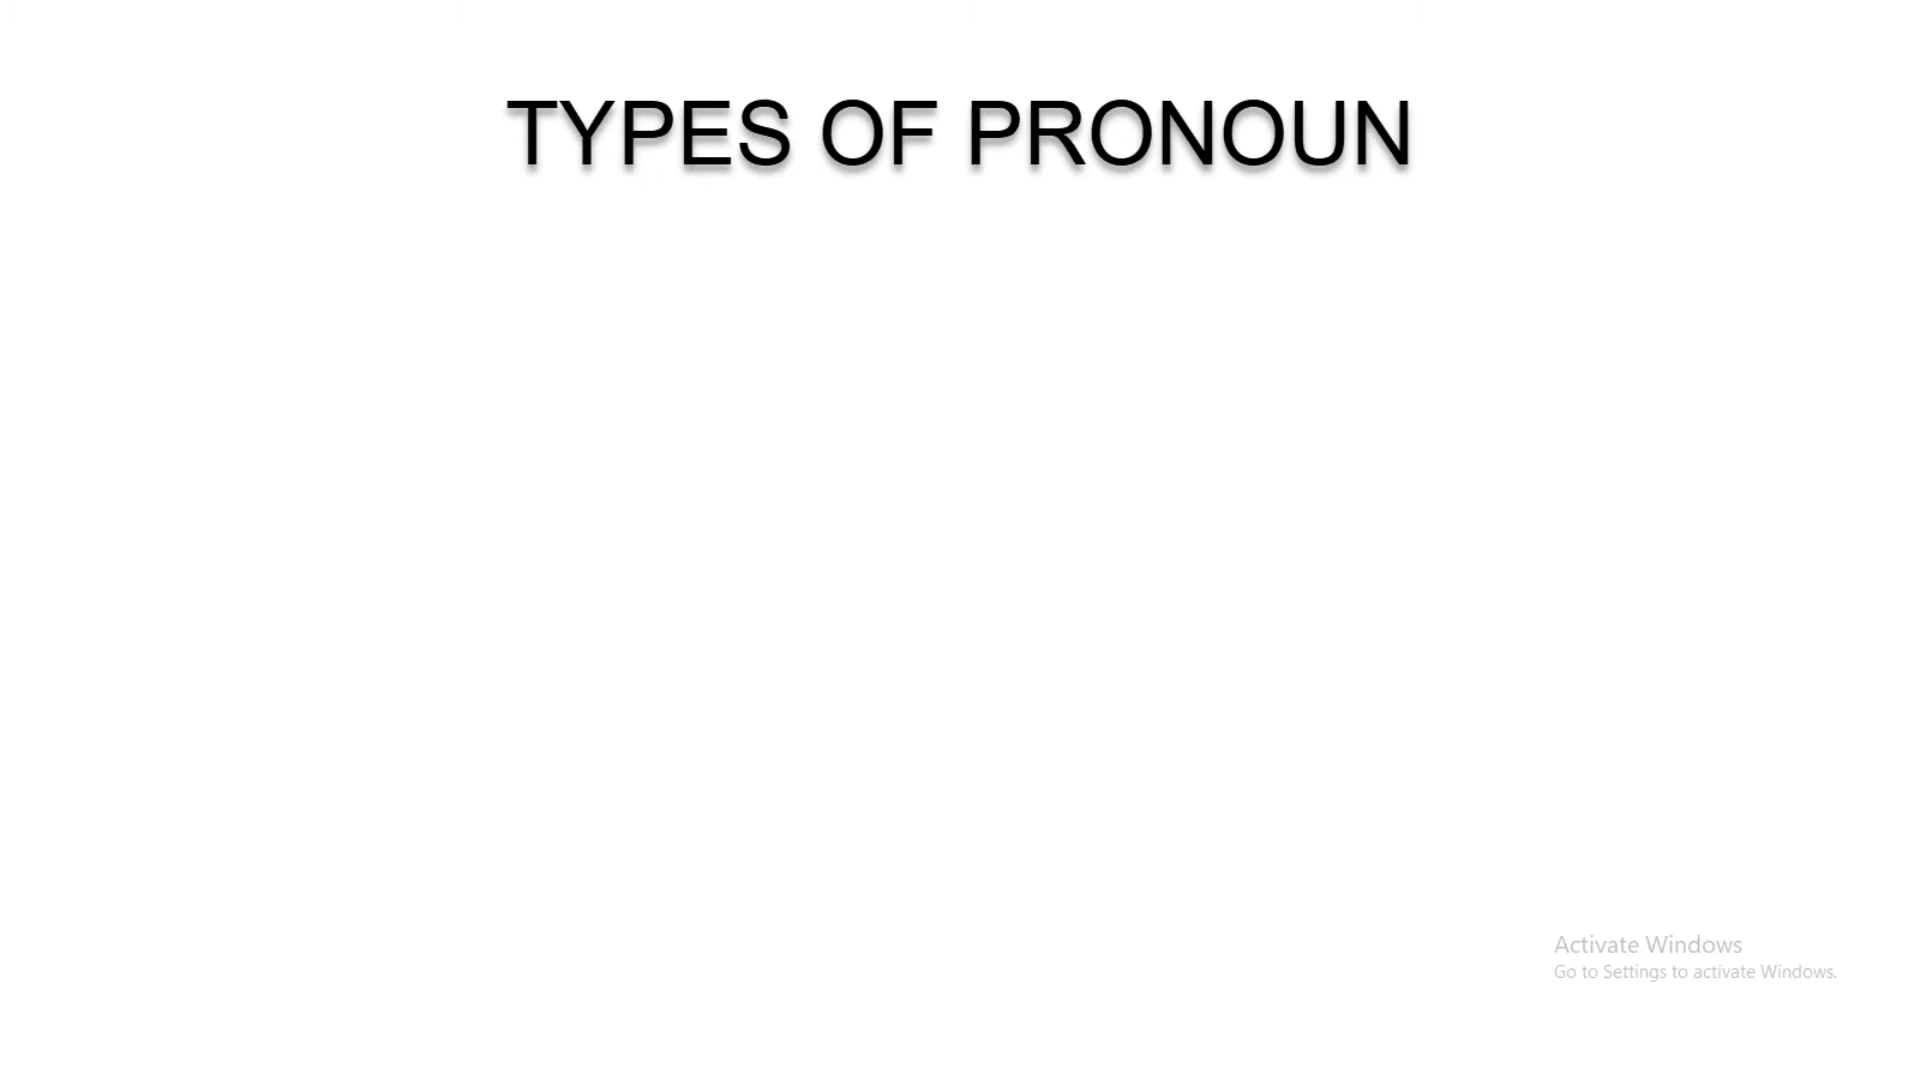 TYPES OF PRONOUN
Activate Windows
Go to Settings to activate Windows.